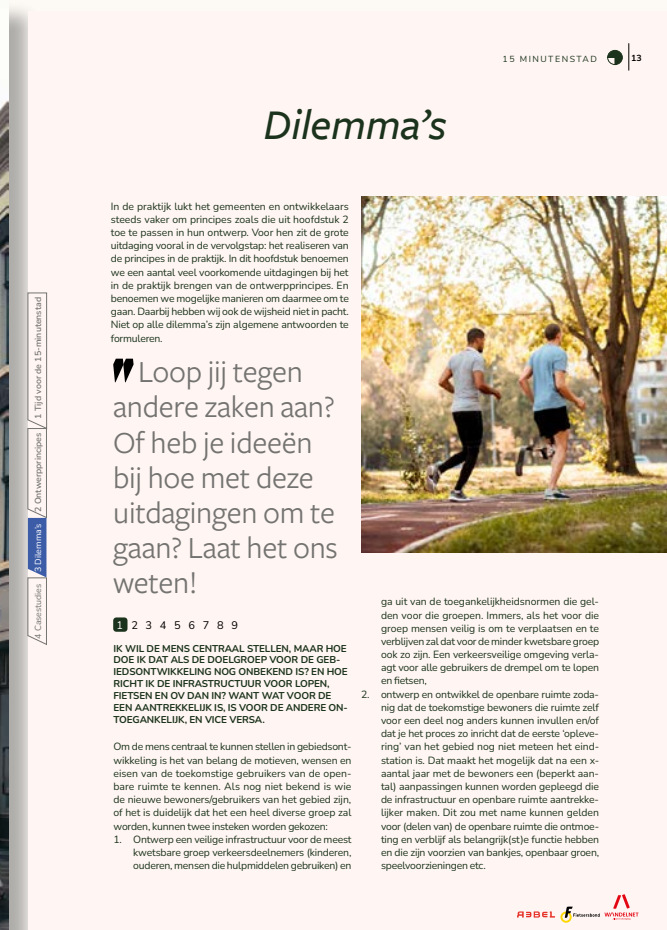 15 MINUTENSTAD
13
Dilemma's
In de praktijk lukt het gemeenten en ontwikkelaars
steeds vaker om principes zoals die uit hoofdstuk 2
toe te passen in hun ontwerp. Voor hen zit de grote
uitdaging vooral in de vervolgstap: het realiseren van
de principes in de praktijk. In dit hoofdstuk benoemen
we een aantal veel voorkomende uitdagingen bij het
in de praktijk brengen van de ontwerpprincipes. En
benoemen we mogelijke manieren om daarmee om te
gaan. Daarbij hebben wij ook de wijsheid niet in pacht.
Niet op alle dilemma's zijn algemene antwoorden te
formuleren.
" Loop jij tegen
andere zaken aan?
Of heb je ideeën
bij hoe met deze
uitdagingen om te
gaan? Laat het ons
weten!
1 2 3 4 5 6 7 8 9
IK WIL DE MENS CENTRAAL STELLEN, MAAR HOE
DOE IK DAT ALS DE DOELGROEP VOOR DE GEB-
IEDSONTWIKKELING NOG ONBEKEND IS? EN HOE
RICHT IK DE INFRASTRUCTUUR VOOR LOPEN,
FIETSEN EN OV DAN IN? WANT WAT VOOR DE
EEN AANTREKKELIJK IS, IS VOOR DE ANDERE ON-
TOEGANKELIJK, EN VICE VERSA.
Om de mens centraal te kunnen stellen in gebiedsont-
wikkeling is het van belang de motieven, wensen en
eisen van de toekomstige gebruikers van de open-
bare ruimte te kennen. Als nog niet bekend is wie
de nieuwe bewoners/gebruikers van het gebied zijn,
of het is duidelijk dat het een heel diverse groep zal
worden, kunnen twee insteken worden gekozen:
1. Ontwerp een veilige infrastructuur voor de meest
kwetsbare groep verkeersdeelnemers (kinderen,
ouderen, mensen die hulpmiddelen gebruiken) en
ga uit van de toegankelijkheidsnormen die gel-
den voor die groepen. Immers, als het voor die
groep mensen veilig is om te verplaatsen en te
verblijven zal dat voor de minder kwetsbare groep
ook zo zijn. Een verkeersveilige omgeving verla-
agt voor alle gebruikers de drempel om te lopen
en fietsen,
2. ontwerp en ontwikkel de openbare ruimte zoda-
nig dat de toekomstige bewoners die ruimte zelf
voor een deel nog anders kunnen invullen en/of
dat je het proces zo inricht dat de eerste 'opleve-
ring' van het gebied nog niet meteen het eind-
station is. Dat maakt het mogelijk dat na een x-
aantal jaar met de bewoners een (beperkt aan-
tal) aanpassingen kunnen worden gepleegd die
de infrastructuur en openbare ruimte aantrekke-
lijker maken. Dit zou met name kunnen gelden
voor (delen van) de openbare ruimte die ontmoe-
ting en verblijf als belangrijk(st)e functie hebben
en die zijn voorzien van bankjes, openbaar groen,
speelvoorzieningen etc.
1 Tijd voor de 15-minutenstad
2 Ontwerpprincipes
3 Dilemma's
4 Casestudies
ABBEL
Fietsersbond
WANDELNET